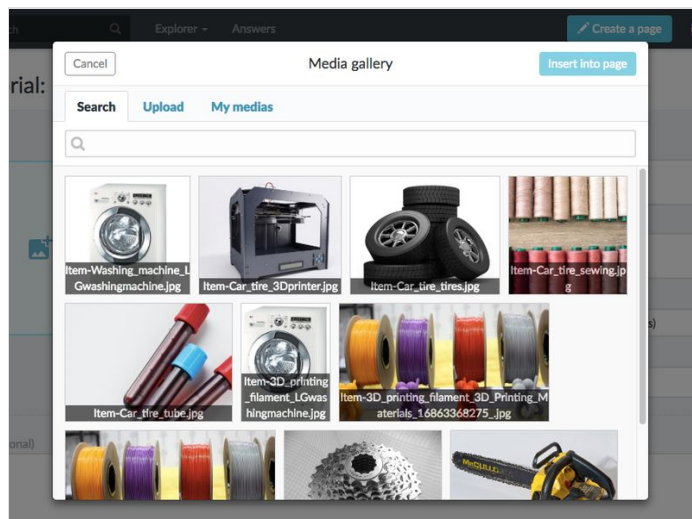 ch
Explorer
Answers
Create a page
rial:
Cancel
Media gallery
Insert into page
Search
Upload
My medias
Item-Washing_machine_L
Gwashingmachine.jpg
Item-Car_tire_3Dprinter.jpg
Item-Car_tire_tires.jpg
Item-Car_tire_sewing.jp
g
s)
Item-Car_tire_tube.jpg
Item-3D_printing
_filament_LGwas
hingmachine.jpg
Item-3D_printing_filament_3D_Printing_M
aterials_16863368275_.jpg
onal)
McCULLOCH